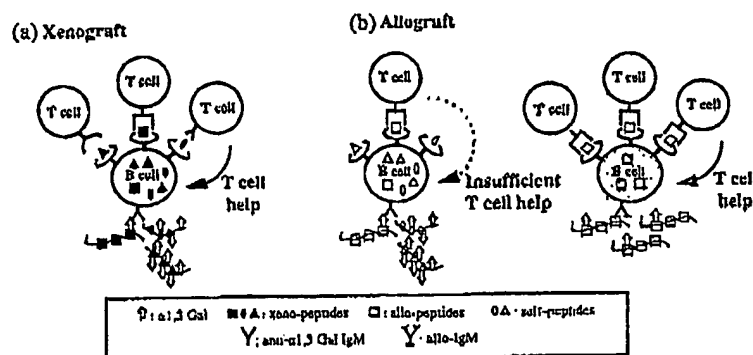 (a) Xenograft
(b) Allograft
T cell
T cell
T cell
B cell
T cell
help
T cell
B cell
Insufficient
T cell help
T cell
T cell
T cell
B cell
T cell
help
: α1,3 Gal
: xeno-peptides
: allo-peptides
: self-peptides
: anti-α1,3 Gal IgM
: allo-IgM